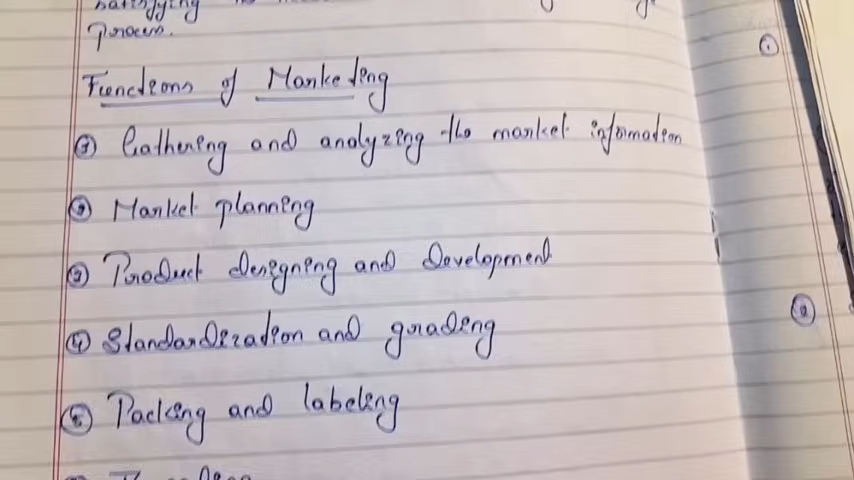 satisfying
process.
Functions of Marketing
① Gathering and analyzing the market information
② Market planning
③ Product designing and Development
④ Standardization and grading
⑤ Packing and labeling